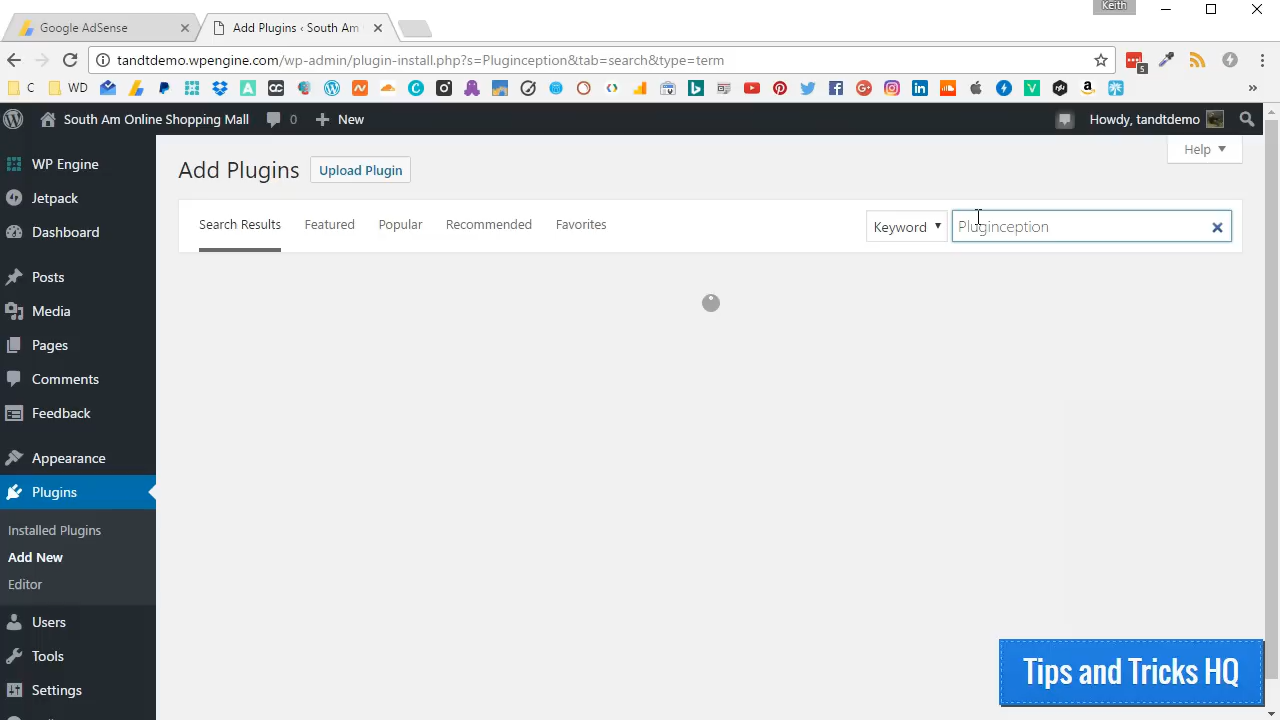 Keith
Google AdSense
Add Plugins ‹ South Am
tandtdemo.wpengine.com/wp-admin/plugin-install.php?s=Pluginception&tab=search&type=term
5
C
WD
»
South Am Online Shopping Mall
0
New
Howdy, tandtdemo
WP Engine
Jetpack
Dashboard
Posts
Media
Pages
Comments
Feedback
Appearance
Plugins
Installed Plugins
Add New
Editor
Users
Tools
Settings
Help
Add Plugins
Upload Plugin
Search Results
Featured
Popular
Recommended
Favorites
Keyword
Pluginception
Tips and Tricks HQ